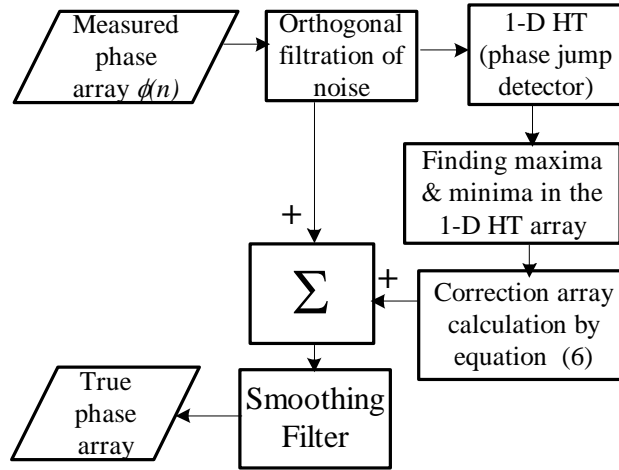 Measured
phase
array ϕ(n)
Orthogonal
filtration of
noise
1-D HT
(phase jump
detector)
Finding maxima
& minima in the
1-D HT array
+
Σ
+
Correction array
calculation by
equation (6)
True
phase
array
Smoothing
Filter